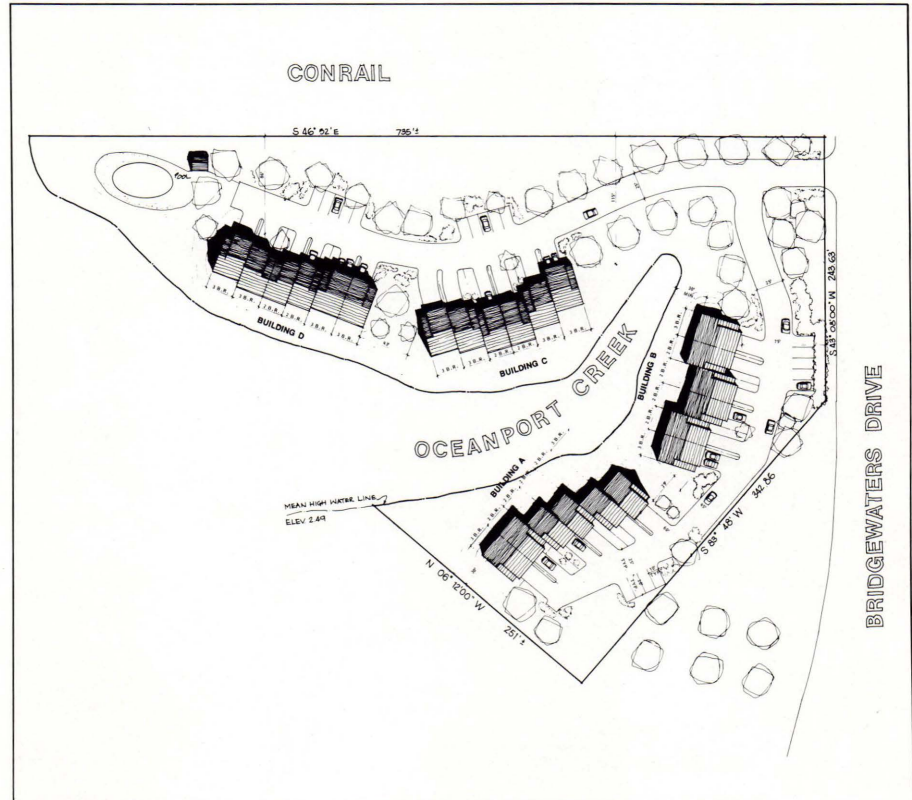 CONRAIL
S 46° 52' E 735'±
POOL
BUILDING D
BUILDING C
OCEANPORT CREEK
BUILDING B
BUILDING A
S 43° 08'00" W 243.63'
BRIDGEWATERS DRIVE
MEAN HIGH WATER LINE
ELEV 2.49
S 83° 48' W 342.86
N 06° 12'00" W 251'±